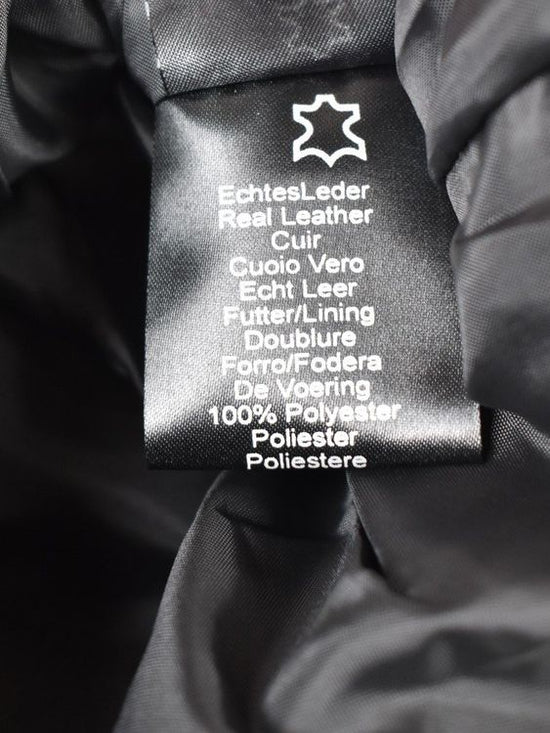 EchtesLeder
Real Leather
Cuir
Cuoio Vero
Echt Leer
Futter/Lining
Doublure
Forro/Fodera
De Voering
100% Polyester
Poliester
Poliestere